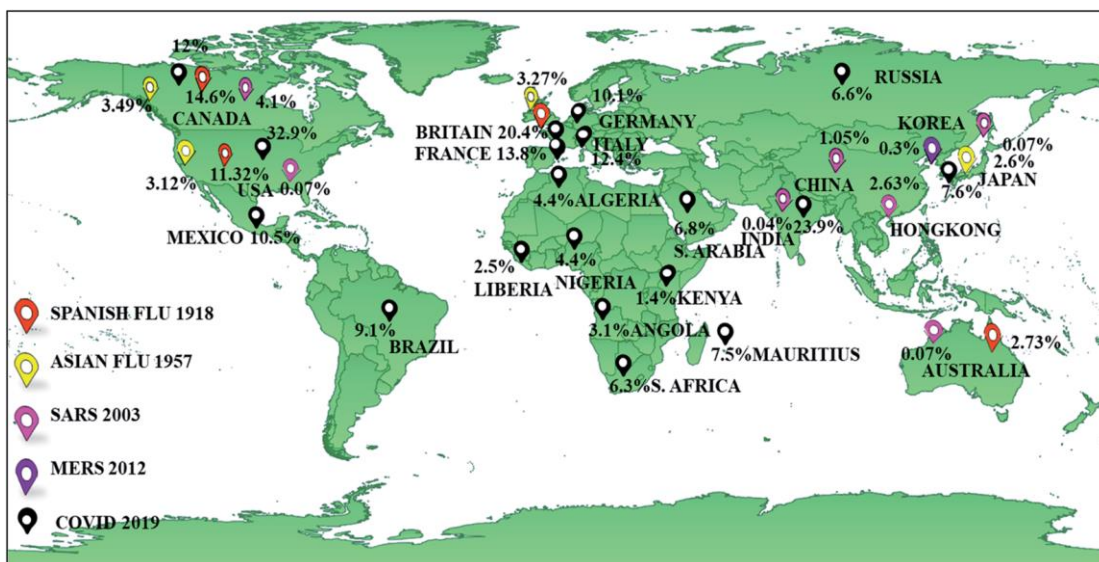 12%
3.49%
14.6%
4.1%
CANADA
32.9%
3.12%
11.32%
USA 0.07%
MEXICO 10.5%
9.1%
BRAZIL
3.27%
10.1%
GERMANY
BRITAIN 20.4%
ITALY
FRANCE 13.8%
12.4%
4.4% ALGERIA
6.8%
S. ARABIA
2.5%
LIBERIA
4.4%
NIGERIA
1.4% KENYA
3.1% ANGOLA
7.5% MAURITIUS
6.3% S. AFRICA
RUSSIA
6.6%
KOREA
1.05%
0.3%
0.07%
2.6%
CHINA
JAPAN
7.6%
2.63%
0.04%
23.9%
INDIA
HONGKONG
0.07%
2.73%
AUSTRALIA
SPANISH FLU 1918
ASIAN FLU 1957
SARS 2003
MERS 2012
COVID 2019